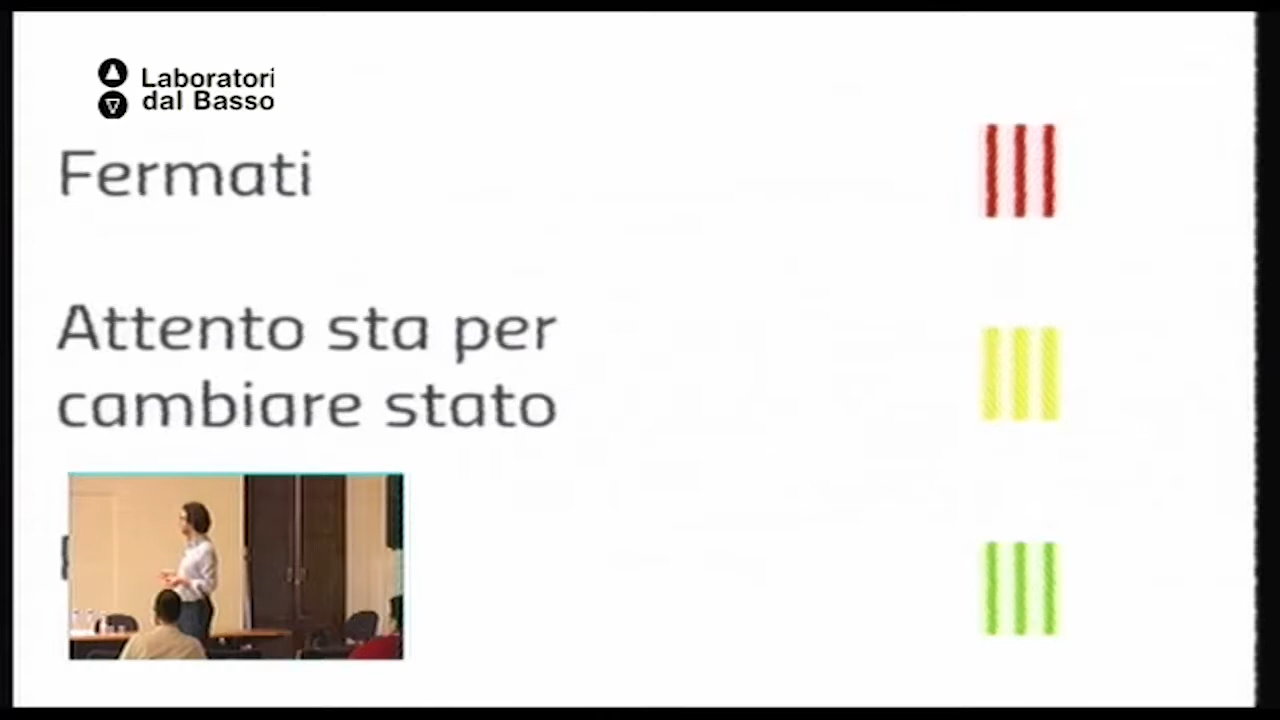 Laboratori
dal Basso
Fermati
Attento sta per
cambiare stato